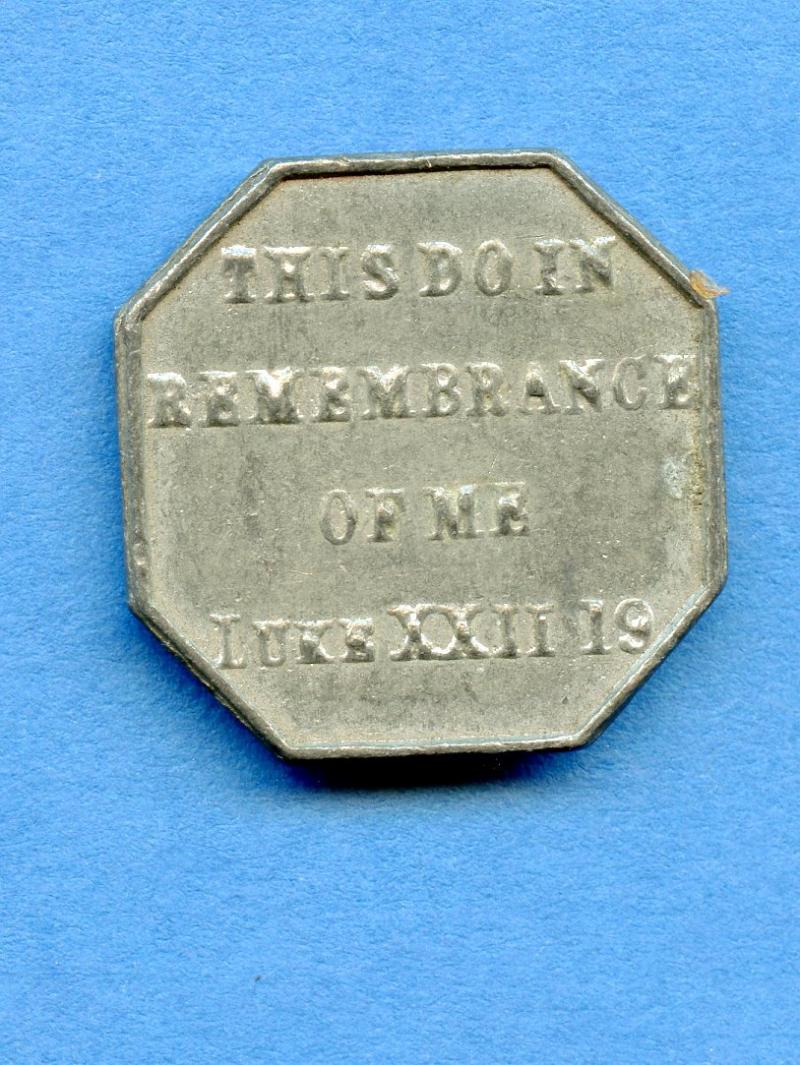 THIS DO IN
REMEMBRANCE
OF ME
LUKE XXII 19